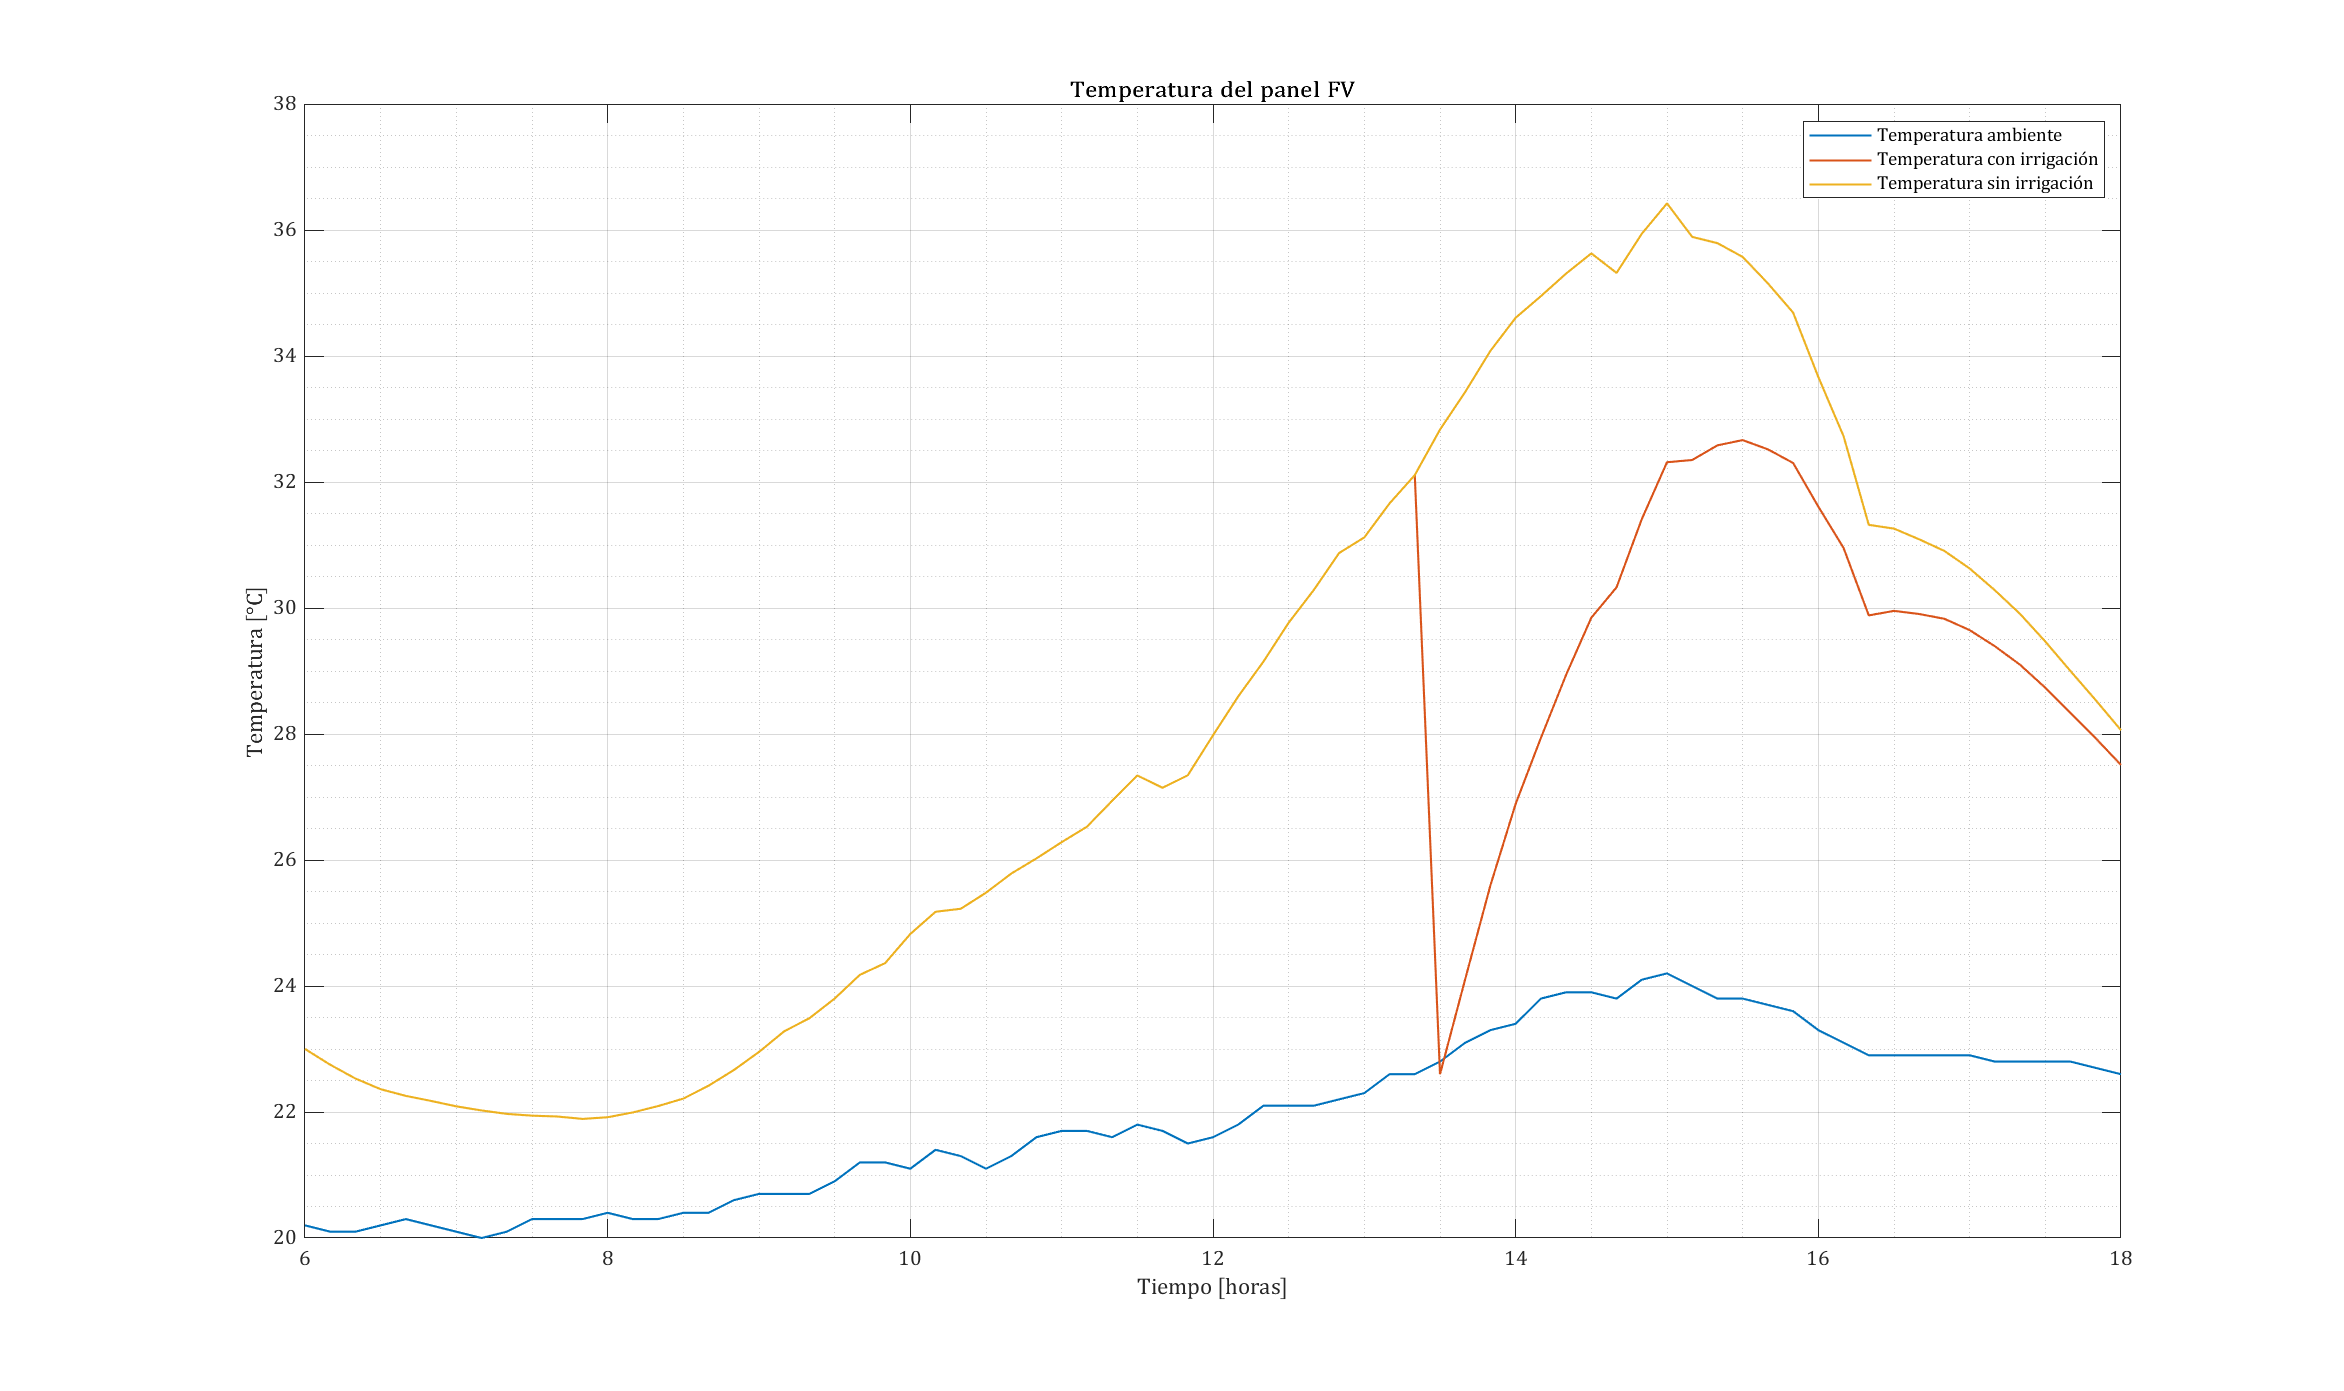 Temperatura del panel FV
38
36
34
32
30
28
26
24
22
20
Temperatura [°C]
Temperatura ambiente
Temperatura con irrigación
Temperatura sin irrigación
6 8 10 12 14 16 18
Tiempo [horas]